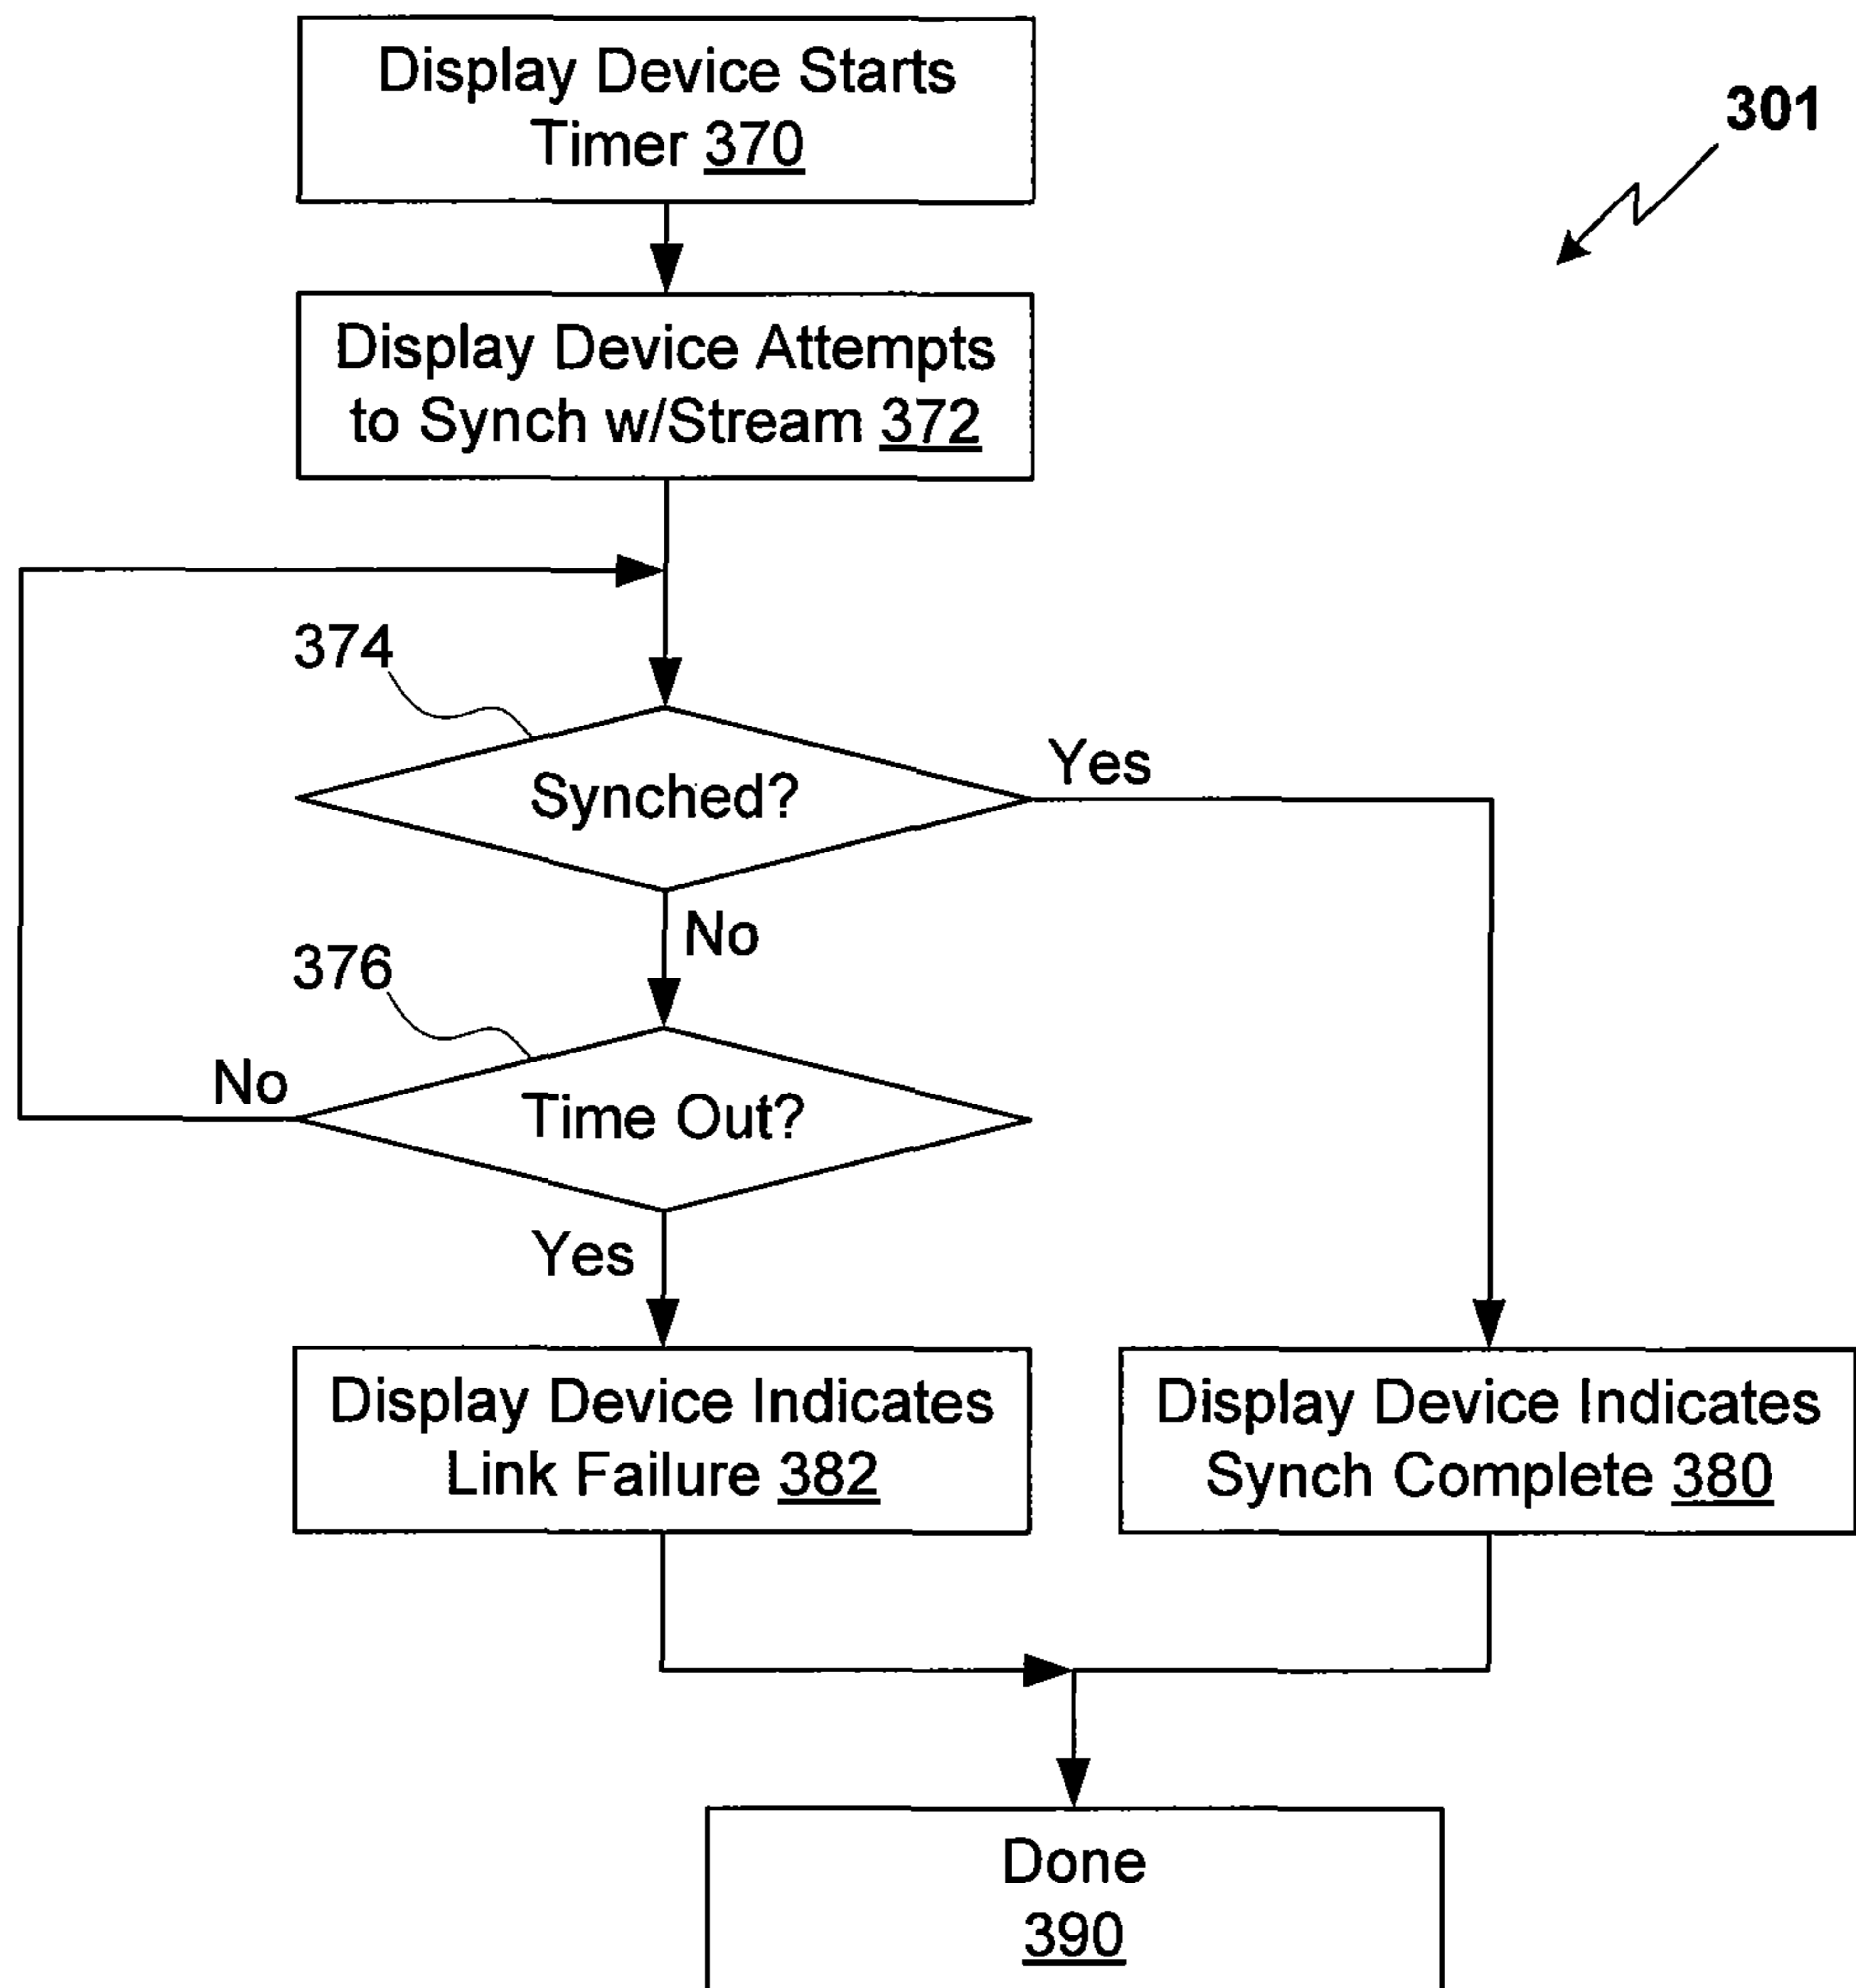 Display Device Starts
Timer 370
301
Display Device Attempts
to Synch w/Stream 372
374
Synched?
Yes
No
376
No
Time Out?
Yes
Display Device Indicates
Link Failure 382
Display Device Indicates
Synch Complete 380
Done
390